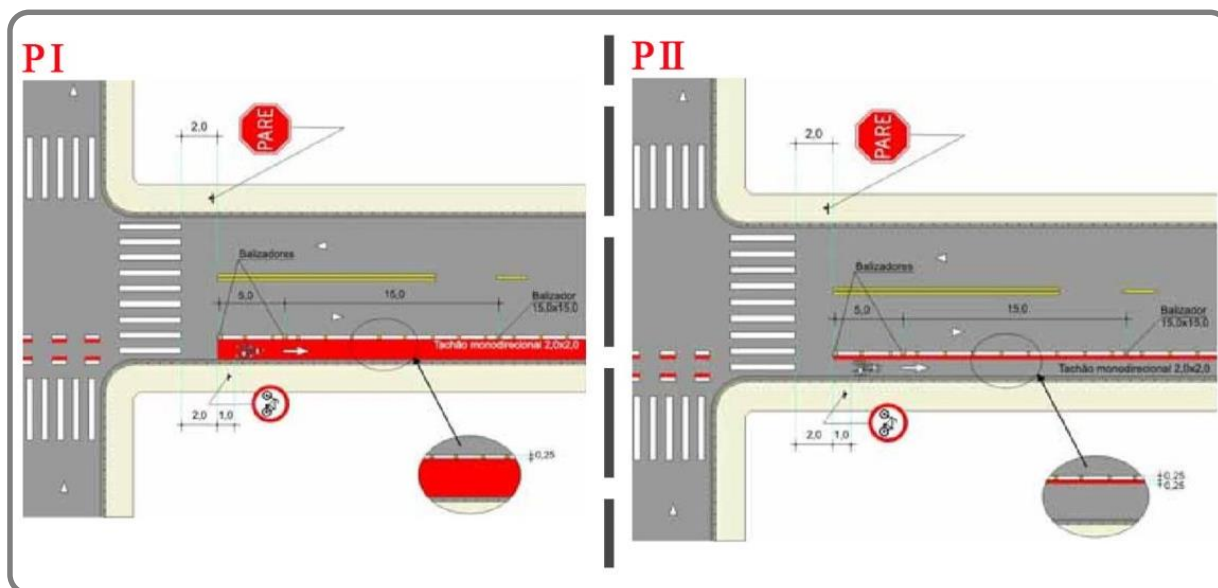 PI
PARE
2,0
Balizadores
5,0
15,0
Balizador
15,0x15,0
Tachão monodirecional 2,0x2,0
2,0
1,0
0,25
PII
PARE
2,0
Balizadores
5,0
15,0
Balizador
15,0x15,0
Tachão monodirecional 2,0x2,0
2,0
1,0
0,25
0,25